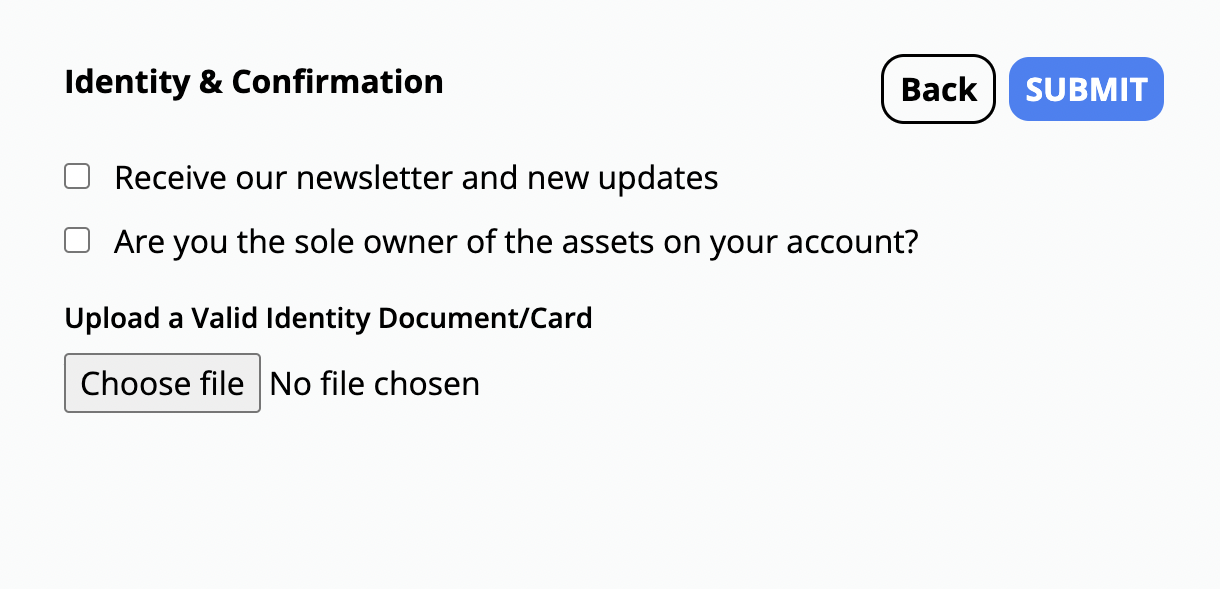 Identity & Confirmation
Back
SUBMIT
Receive our newsletter and new updates
Are you the sole owner of the assets on your account?
Upload a Valid Identity Document/Card
Choose file No file chosen